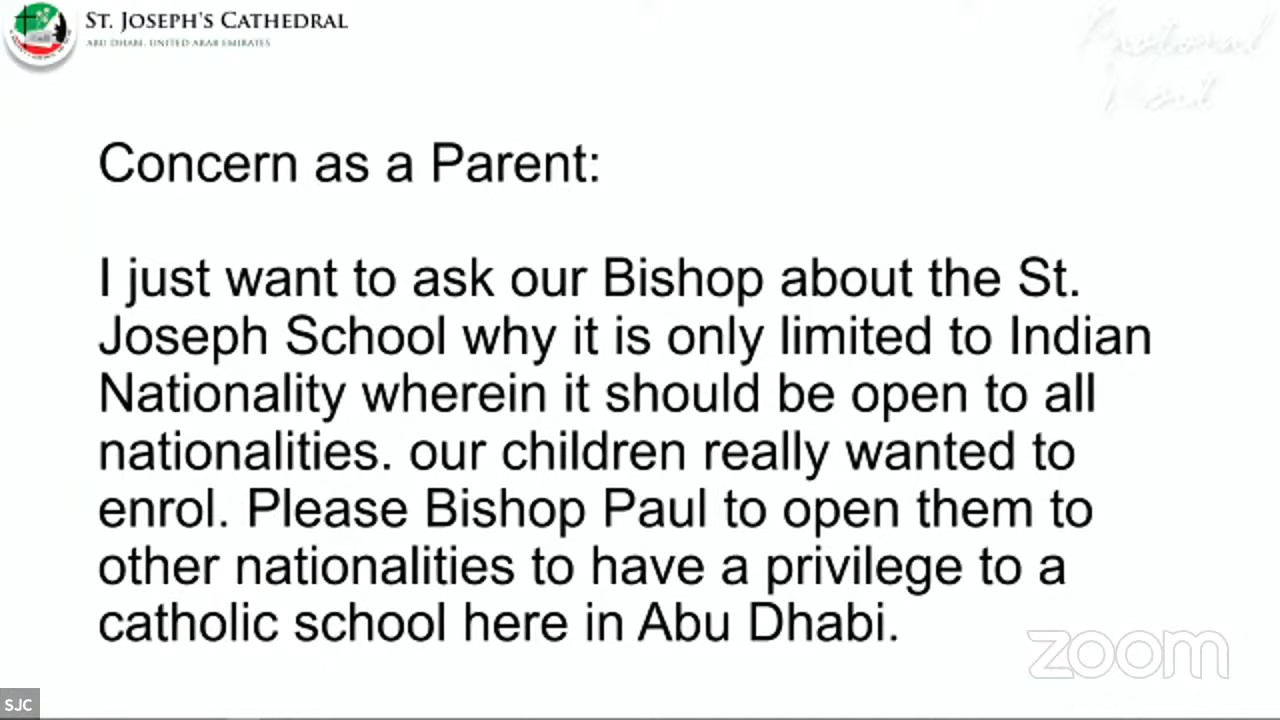 ST. JOSEPH'S CATHEDRAL
ABU DHABI, UNITED ARAB EMIRATES
Pastoral
Visit
Concern as a Parent:
I just want to ask our Bishop about the St.
Joseph School why it is only limited to Indian
Nationality wherein it should be open to all
nationalities. our children really wanted to
enrol. Please Bishop Paul to open them to
other nationalities to have a privilege to a
catholic school here in Abu Dhabi.
zoom
SJC